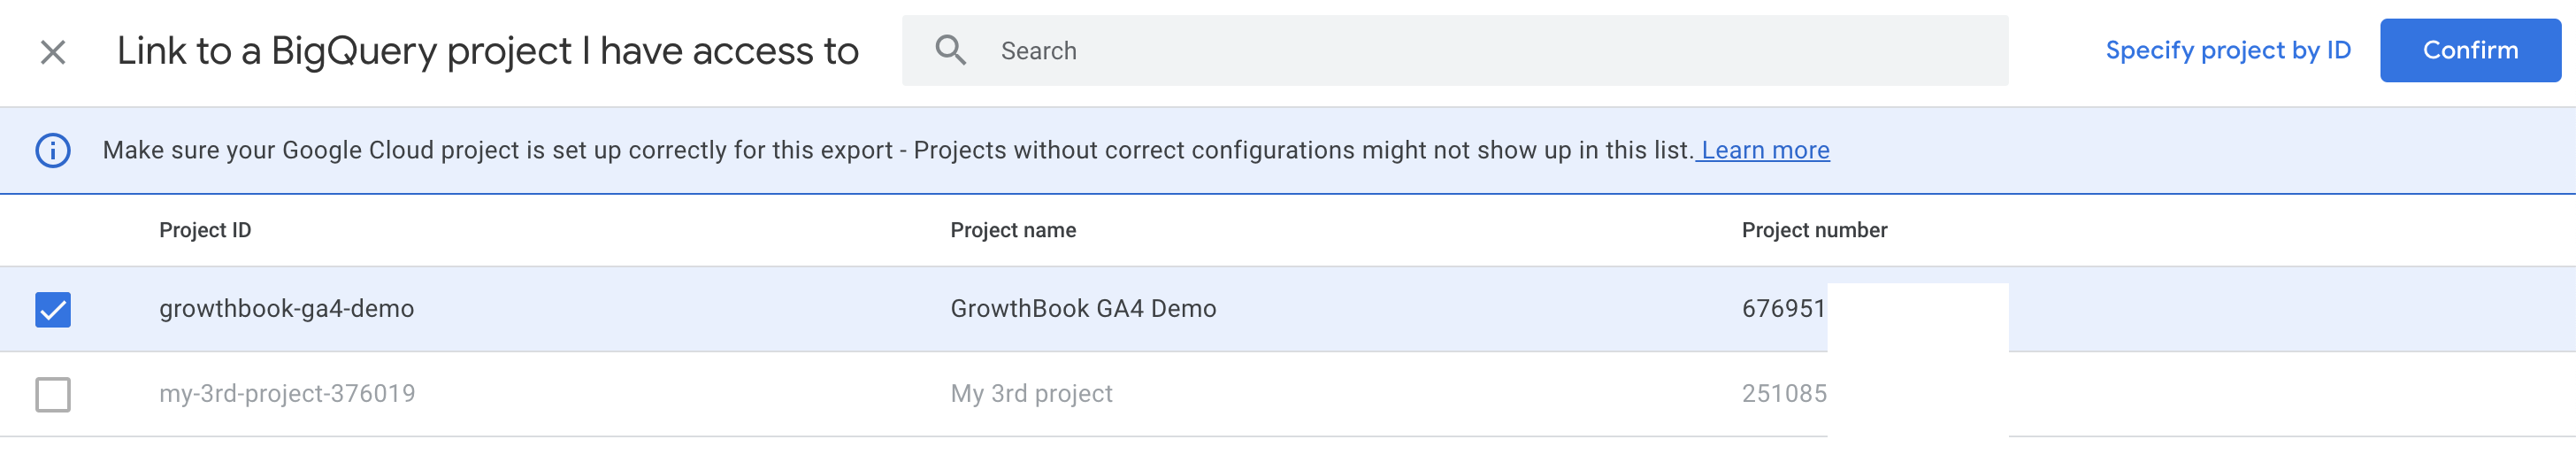 Link to a BigQuery project I have access to Search Specify project by ID Confirm
Make sure your Google Cloud project is set up correctly for this export - Projects without correct configurations might not show up in this list. Learn more
Project ID Project name Project number
growthbook-ga4-demo GrowthBook GA4 Demo 676951
my-3rd-project-376019 My 3rd project 251085